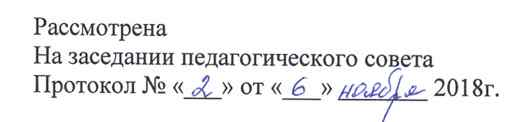 Рассмотрена
На заседании педагогического совета
Протокол № «2» от «6» ноября 2018г.